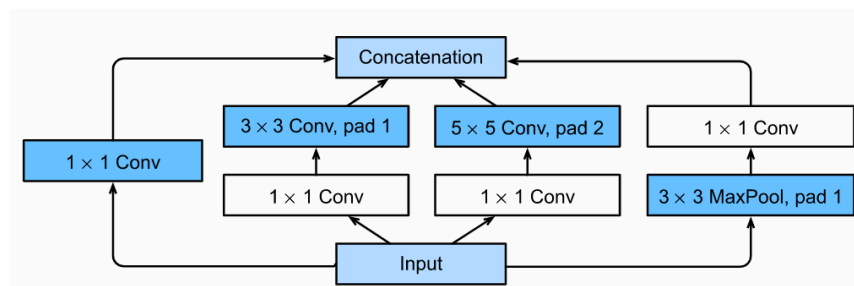 Concatenation
3 × 3 Conv, pad 1
5 × 5 Conv, pad 2
1 × 1 Conv
1 × 1 Conv
1 × 1 Conv
1 × 1 Conv
3 × 3 MaxPool, pad 1
Input